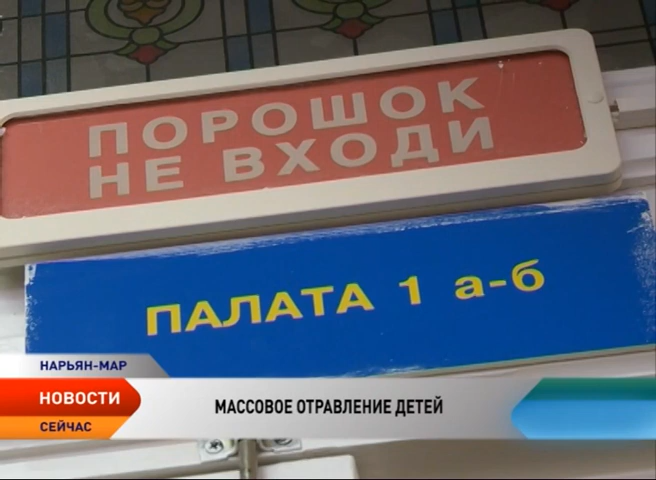 ПОРОШОК
НЕ ВХОДИ
ПАЛАТА 1 а-б
НАРЬЯН-МАР
НОВОСТИ
СЕЙЧАС
МАССОВОЕ ОТРАВЛЕНИЕ ДЕТЕЙ